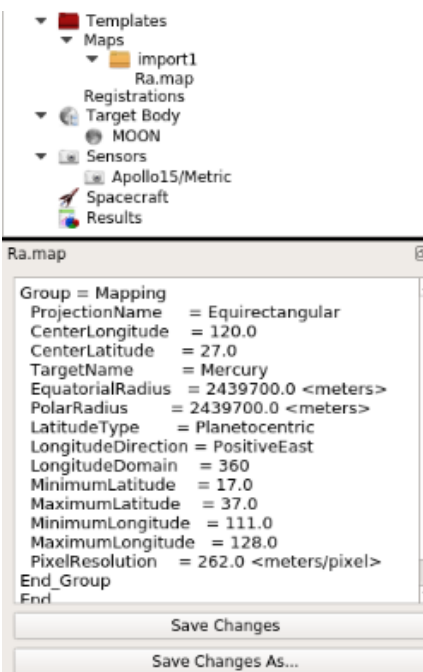 Templates
Maps
import1
Ra.map
Registrations
Target Body
MOON
Sensors
Apollo15/Metric
Spacecraft
Results
Ra.map
Group = Mapping
ProjectionName = Equirectangular
CenterLongitude = 120.0
CenterLatitude = 27.0
TargetName = Mercury
EquatorialRadius = 2439700.0 <meters>
PolarRadius = 2439700.0 <meters>
LatitudeType = Planetocentric
LongitudeDirection = PositiveEast
LongitudeDomain = 360
MinimumLatitude = 17.0
MaximumLatitude = 37.0
MinimumLongitude = 111.0
MaximumLongitude = 128.0
PixelResolution = 262.0 <meters/pixel>
End_Group
End
Save Changes
Save Changes As...